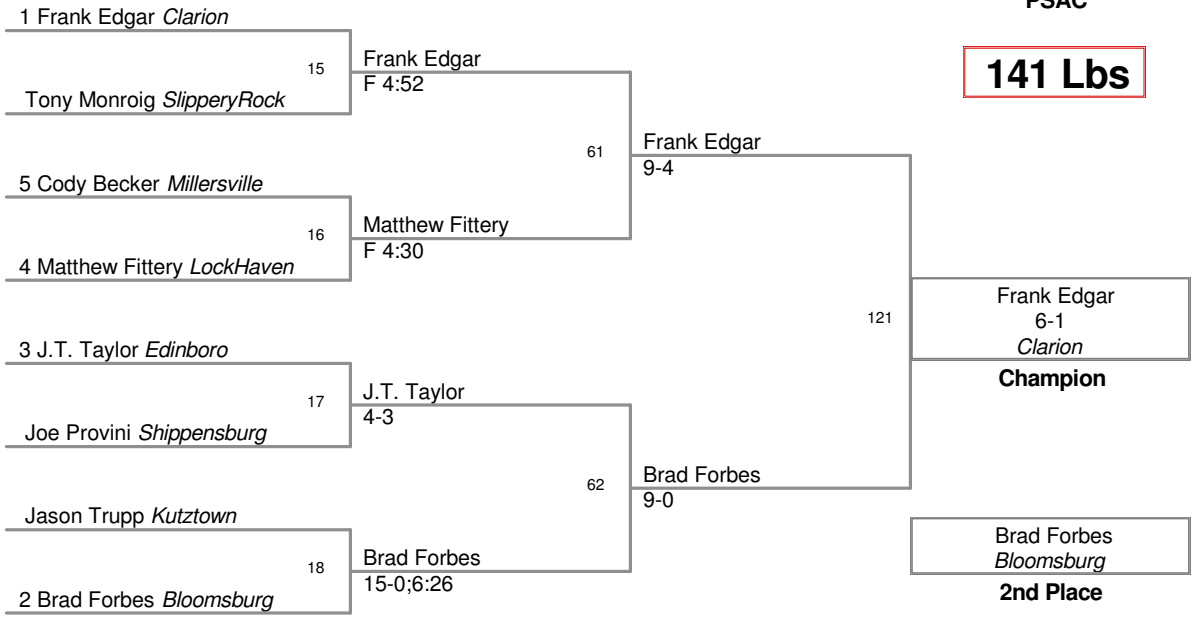 PSAC
141 Lbs
1 Frank Edgar Clarion
15
Tony Monroig SlipperyRock
Frank Edgar
F 4:52
5 Cody Becker Millersville
16
4 Matthew Fittery LockHaven
Matthew Fittery
F 4:30
61
Frank Edgar
9-4
3 J.T. Taylor Edinboro
17
Joe Provini Shippensburg
J.T. Taylor
4-3
Jason Trupp Kutztown
18
2 Brad Forbes Bloomsburg
Brad Forbes
15-0;6:26
62
Brad Forbes
9-0
121
Frank Edgar
6-1
Clarion
Champion
Brad Forbes
Bloomsburg
2nd Place